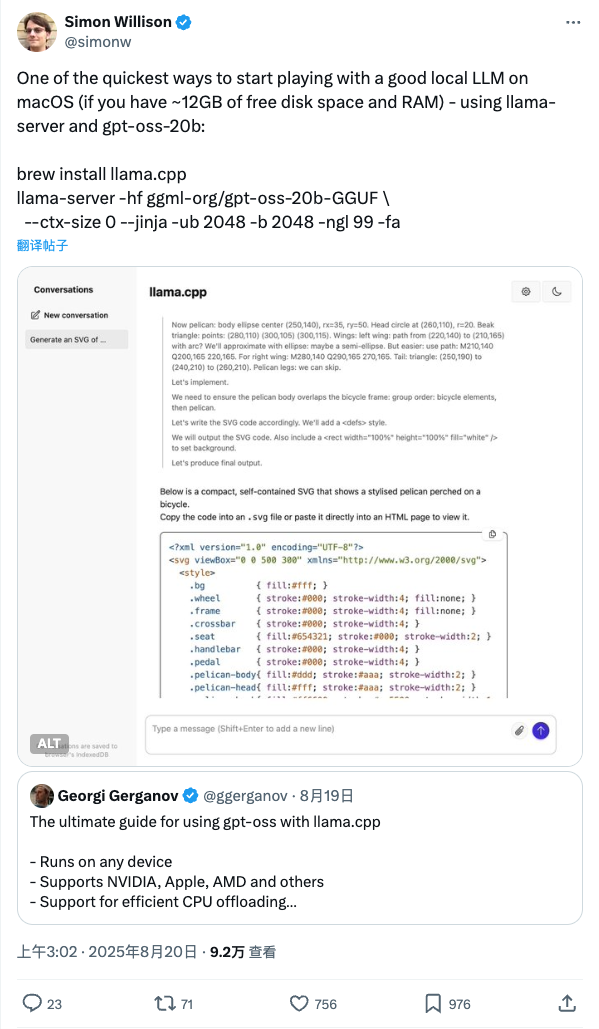 Simon Willison
@simonw
One of the quickest ways to start playing with a good local LLM on
macOS (if you have ~12GB of free disk space and RAM) - using llama-
server and gpt-oss-20b:
brew install llama.cpp
llama-server -hf ggml-org/gpt-oss-20b-GGUF \
--ctx-size 0 --jinja -ub 2048 -b 2048 -ngl 99 -fa
翻译帖子
Conversations
llama.cpp
New conversation
Generate an SVG of ...
Now pelican: body ellipse center (250,140), rx=35, ry=50. Head circle at (260,110), r=20. Beak
triangle: points: (280,110) (300,105) (300,115). Wings: left wing: path from (220,140) to (210,165)
with arc? We'll approximate with ellipse: maybe a semi-ellipse. But easier: use path: M210,140
Q200,165 220,165. For right wing: M280,140 Q290,165 270,165. Tail: triangle: (250,190) to
(240,210) to (260,210). Pelican legs: we can skip.
Let's implement.
We need to ensure the pelican body overlaps the bicycle frame: group order: bicycle elements,
then pelican.
Let's write the SVG code accordingly. We'll add a <defs> style.
We will output the SVG code. Also include a <rect width="100%" height="100%" fill="white" />
to set background.
Let's produce final output.
Below is a compact, self-contained SVG that shows a stylised pelican perched on a
bicycle.
Copy the code into an .svg file or paste it directly into an HTML page to view it.
<?xml version="1.0" encoding="UTF-8"?>
<svg viewBox="0 0 500 300" xmlns="http://www.w3.org/2000/svg">
<style>
.bg { fill:#fff; }
.wheel { stroke:#000; stroke-width:4; fill:none; }
.frame { stroke:#000; stroke-width:4; fill:none; }
.crossbar { stroke:#000; stroke-width:4; }
.seat { fill:#654321; stroke:#000; stroke-width:2; }
.handlebar { stroke:#000; stroke-width:4; }
.pedal { stroke:#000; stroke-width:4; }
.pelican-body{ fill:#ddd; stroke:#aaa; stroke-width:2; }
.pelican-head{ fill:#fff; stroke:#aaa; stroke-width:2; }
Type a message (Shift+Enter to add a new line)
ALT
are saved to
browser's IndexedDB
Georgi Gerganov @ggerganov · 8月19日
The ultimate guide for using gpt-oss with llama.cpp
- Runs on any device
- Supports NVIDIA, Apple, AMD and others
- Support for efficient CPU offloading...
上午3:02 · 2025年8月20日 · 9.2万 查看
23 71 756 976